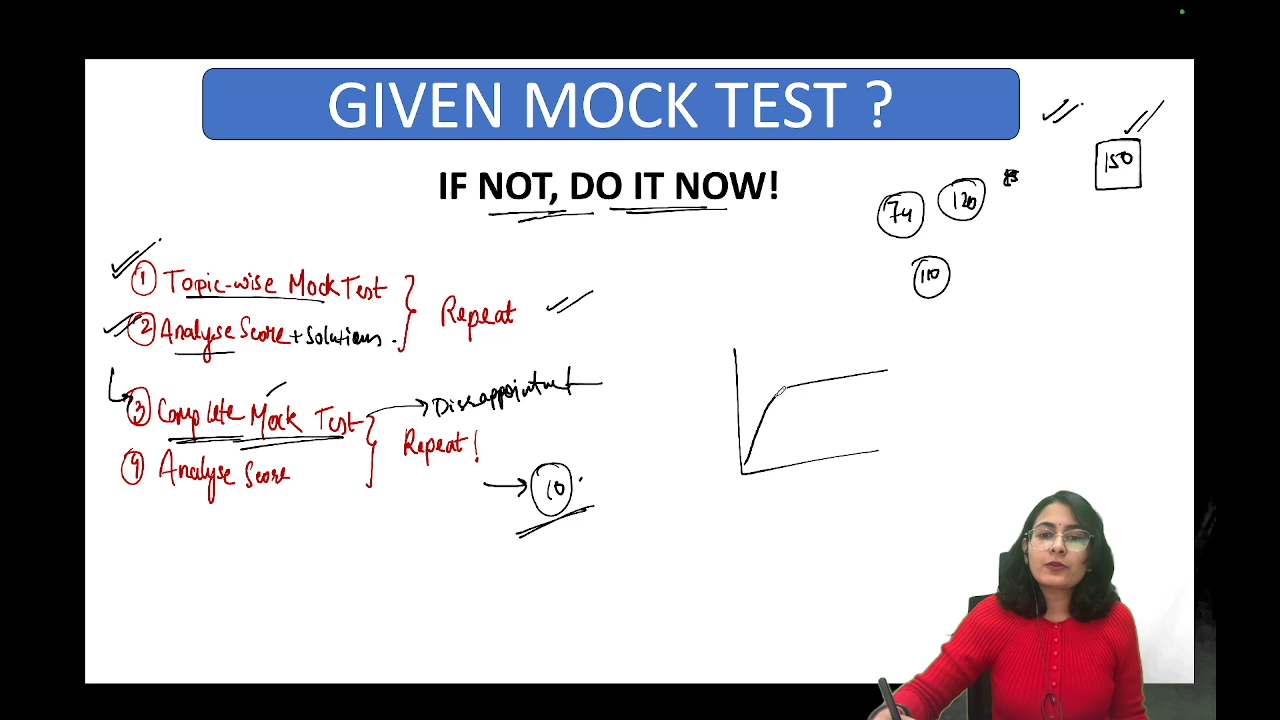 GIVEN MOCK TEST ?
IF NOT, DO IT NOW!
150
74
120
110
① Topic-wise Mock Test
② Analyse Score + Solutions.
Repeat
③ Complete Mock Test
→ Dissappointment
④ Analyse Score
Repeat!
→ 10